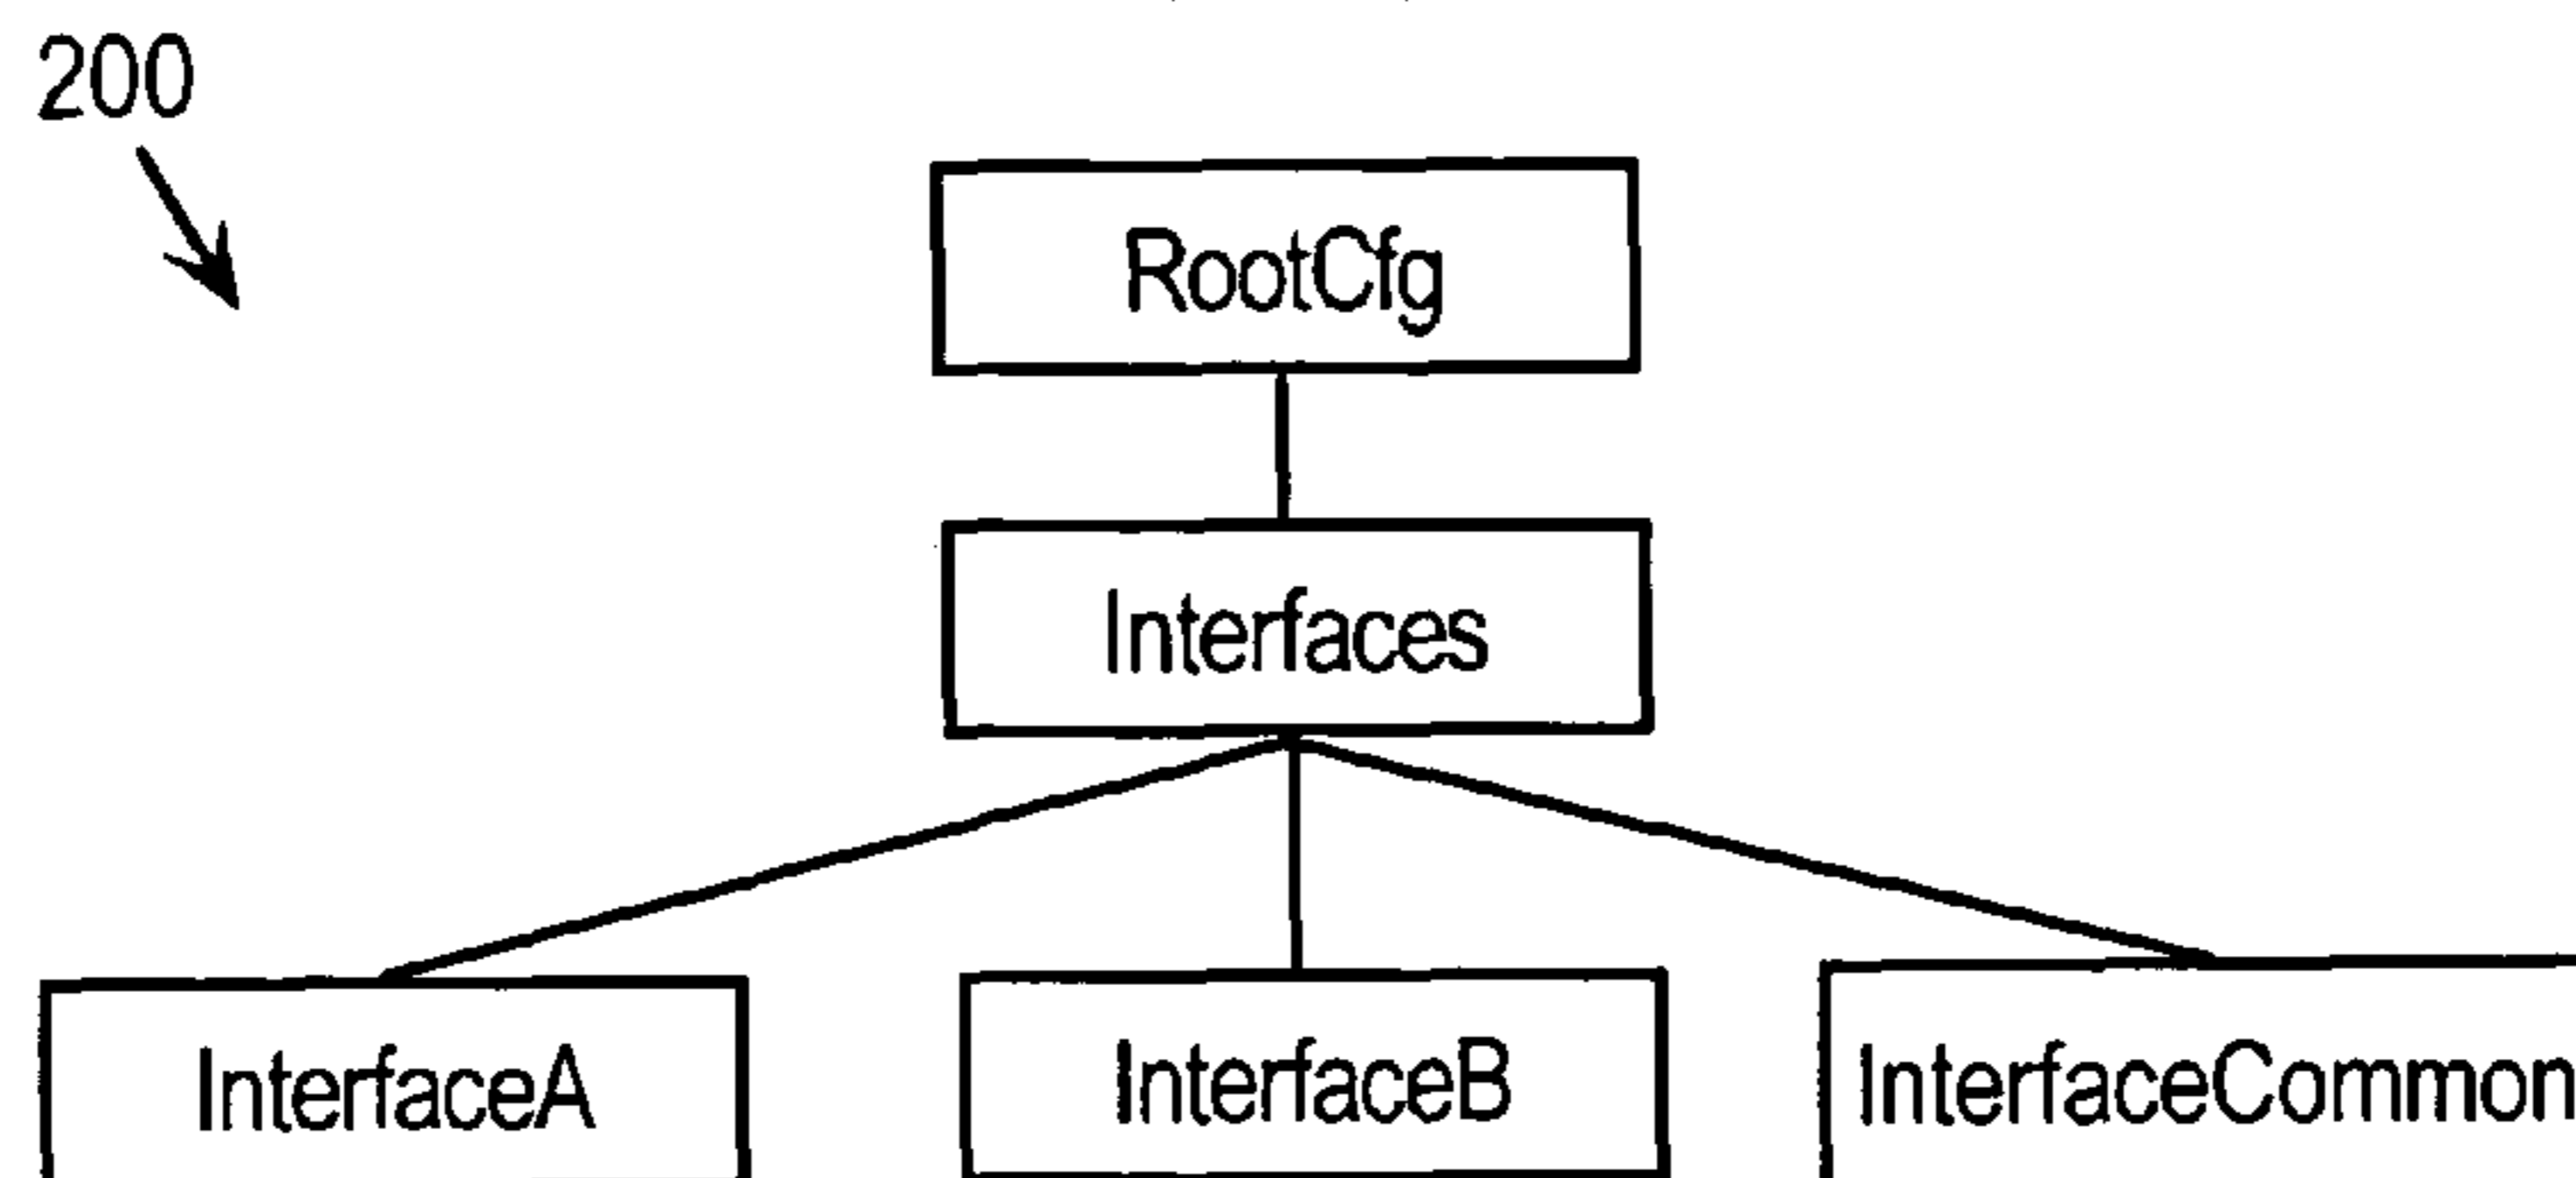 200
RootCfg
Interfaces
InterfaceA
InterfaceB
InterfaceCommon